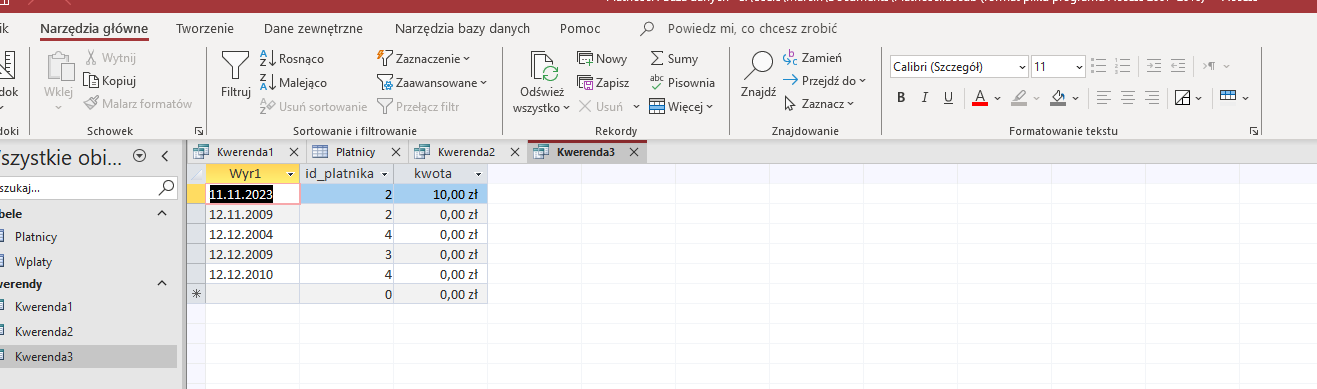 ik Narzędzia główne Tworzenie Dane zewnętrzne Narzędzia bazy danych Pomoc Powiedz mi, co chcesz zrobić
Wytnij Rosnąco Zaznaczenie Nowy Sumy Zamień Calibri (Szczegół) 11
dok Wklej Kopiuj Filtruj Malejąco Zaawansowane Odśwież wszystko Zapisz Pisownia Znajdź Przejdź do
Malarz formatów Usuń sortowanie Przełącz filtr Usuń Więcej Zaznacz B I U A
doki Schowek Sortowanie i filtrowanie Rekordy Znajdowanie Formatowanie tekstu
szystkie obi... Kwerenda1 Płatnicy Kwerenda2 Kwerenda3
szukaj...
bele
Płatnicy
Wplaty
werendy
Kwerenda1
Kwerenda2
Kwerenda3
Wyr1 id_platnika kwota
11.11.2023 2 10,00 zł
12.11.2009 2 0,00 zł
12.12.2004 4 0,00 zł
12.12.2009 3 0,00 zł
12.12.2010 4 0,00 zł
* 0 0,00 zł